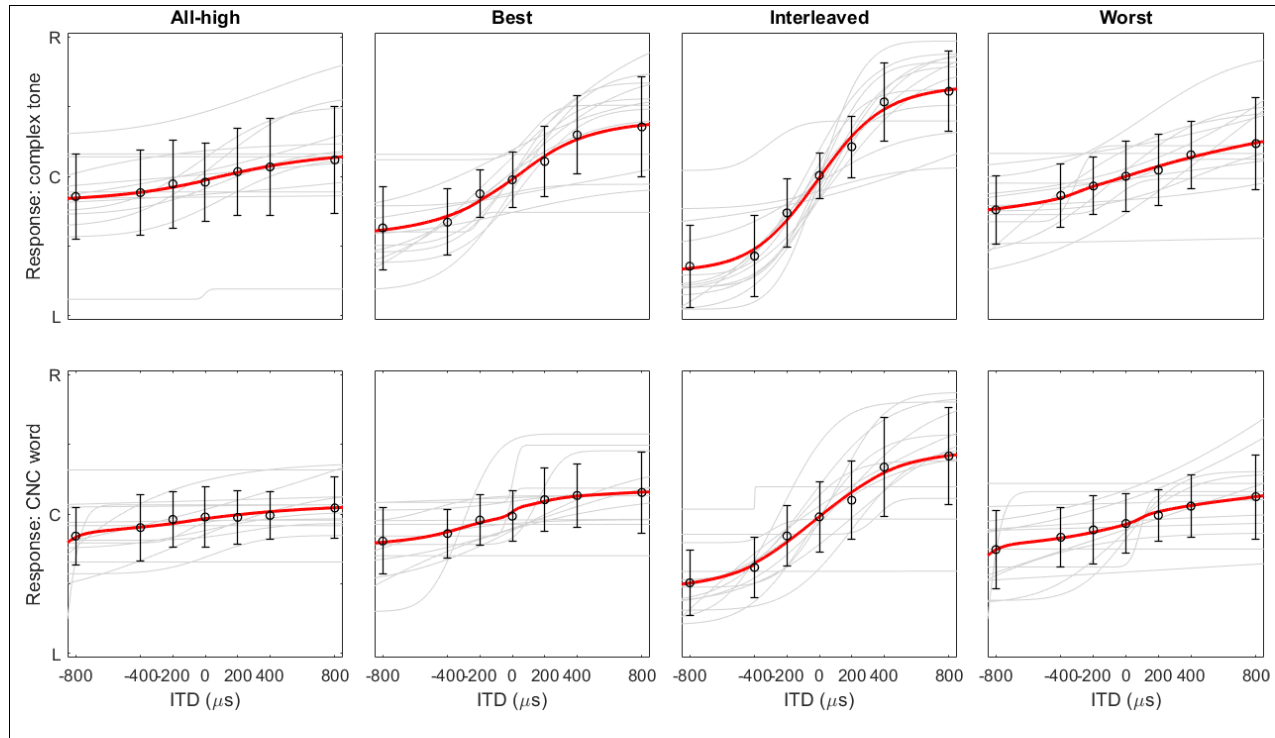 All-high Best Interleaved Worst
R
Response: complex tone
C
L
R
Response: CNC word
C
L
-800 -400 -200 0 200 400 800 -800 -400 -200 0 200 400 800 -800 -400 -200 0 200 400 800 -800 -400 -200 0 200 400 800
ITD (μs) ITD (μs) ITD (μs) ITD (μs)